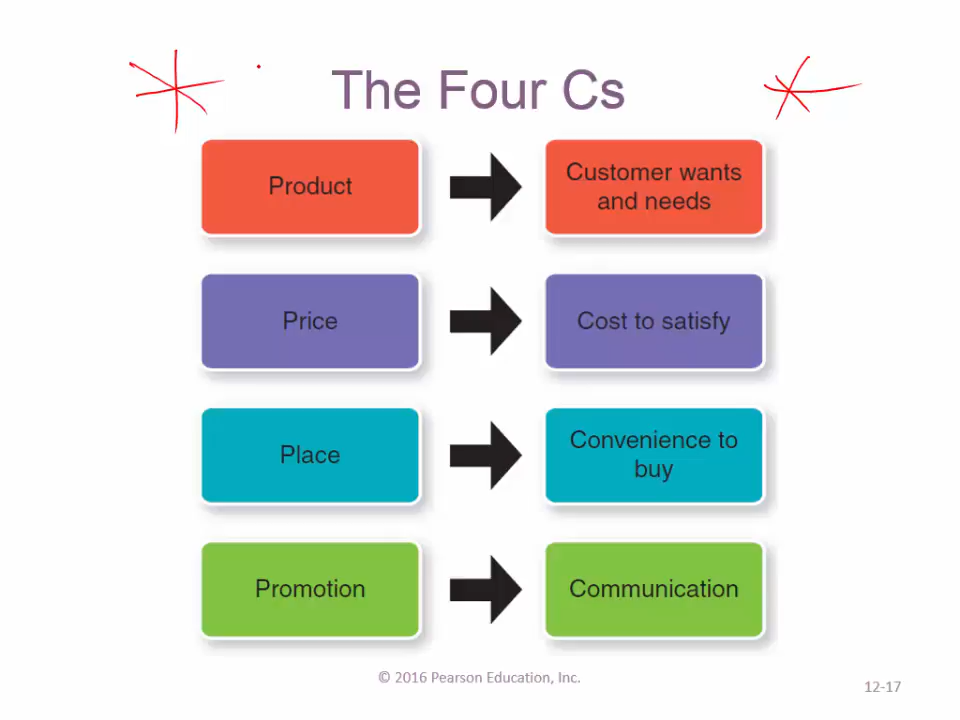 The Four Cs
Product
Customer wants
and needs
Price
Cost to satisfy
Place
Convenience to
buy
Promotion
Communication
© 2016 Pearson Education, Inc.
12-17